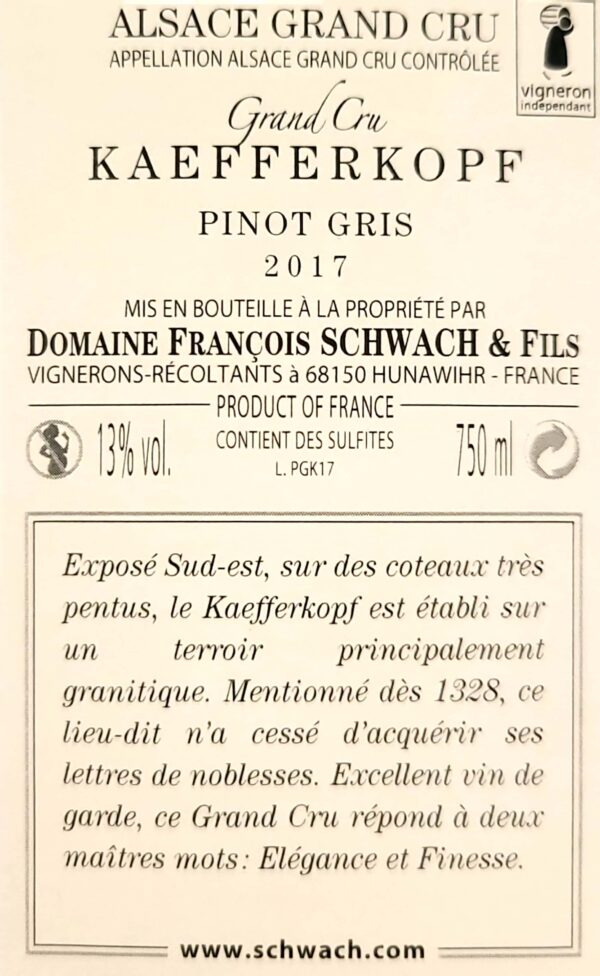 ALSACE GRAND CRU
APPELLATION ALSACE GRAND CRU CONTRÔLÉE
vigneron
indépendant
Grand Cru
KAEFFERKOPF
PINOT GRIS
2017
MIS EN BOUTEILLE À LA PROPRIÉTÉ PAR
DOMAINE FRANÇOIS SCHWACH & FILS
VIGNERONS-RÉCOLTANTS à 68150 HUNAWIHR - FRANCE
PRODUCT OF FRANCE
13% vol.
CONTIENT DES SULFITES
750 ml
L. PGK17
Exposé Sud-est, sur des coteaux très
pentus, le Kaefferkopf est établi sur
un terroir principalement
granitique. Mentionné dès 1328, ce
lieu-dit n'a cessé d'acquérir ses
lettres de noblesses. Excellent vin de
garde, ce Grand Cru répond à deux
maîtres mots: Elégance et Finesse.
www.schwach.com